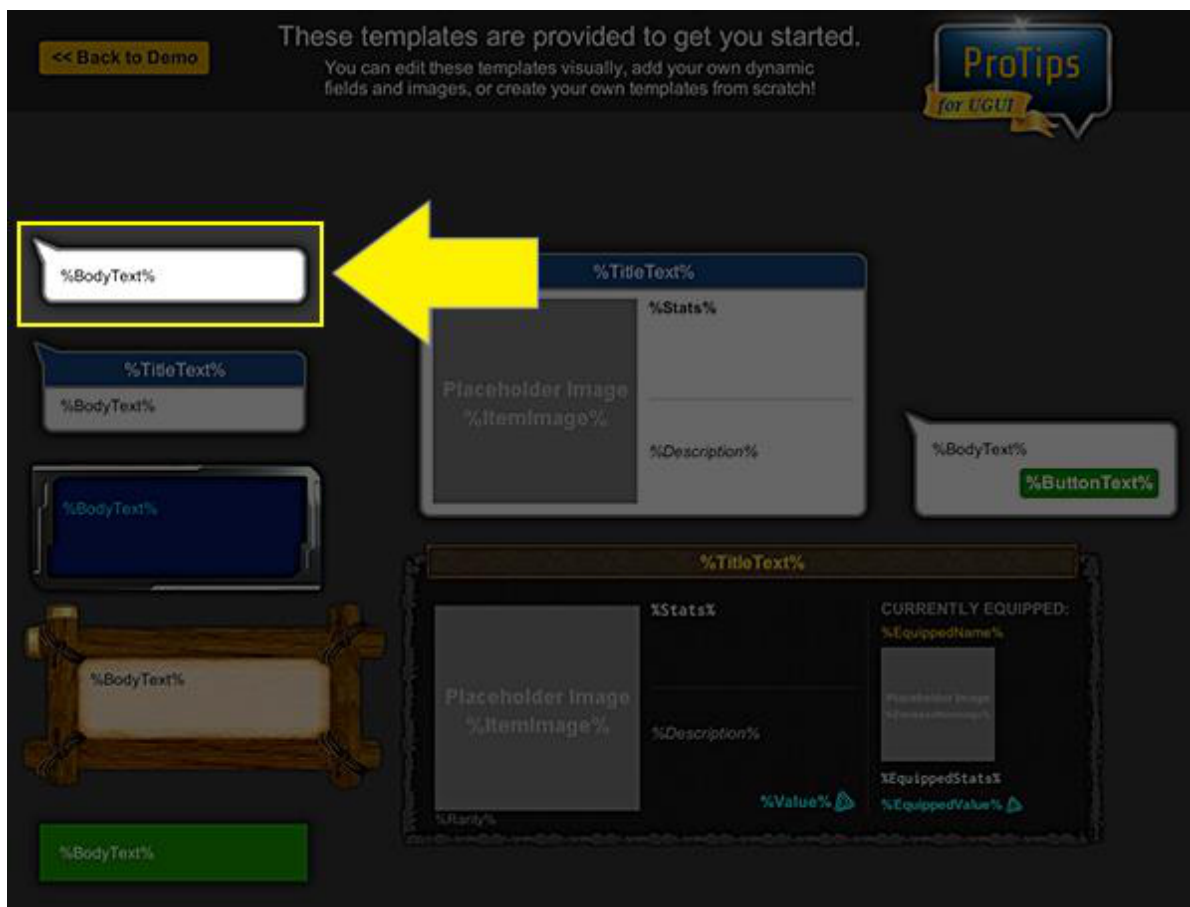 << Back to Demo
These templates are provided to get you started.
You can edit these templates visually, add your own dynamic
fields and images, or create your own templates from scratch!
ProTips
for UGUI
%BodyText%
%TitleText%
%BodyText%
%BodyText%
%BodyText%
%BodyText%
%TitleText%
%Stats%
Placeholder Image
%ItemImage%
%Description%
%BodyText%
%ButtonText%
%TitleText%
%Stats%
Placeholder Image
%ItemImage%
%Description%
%Value%
%Rarity%
CURRENTLY EQUIPPED:
%EquippedName%
Placeholder Image
%EquippedStats%
%EquippedValue%